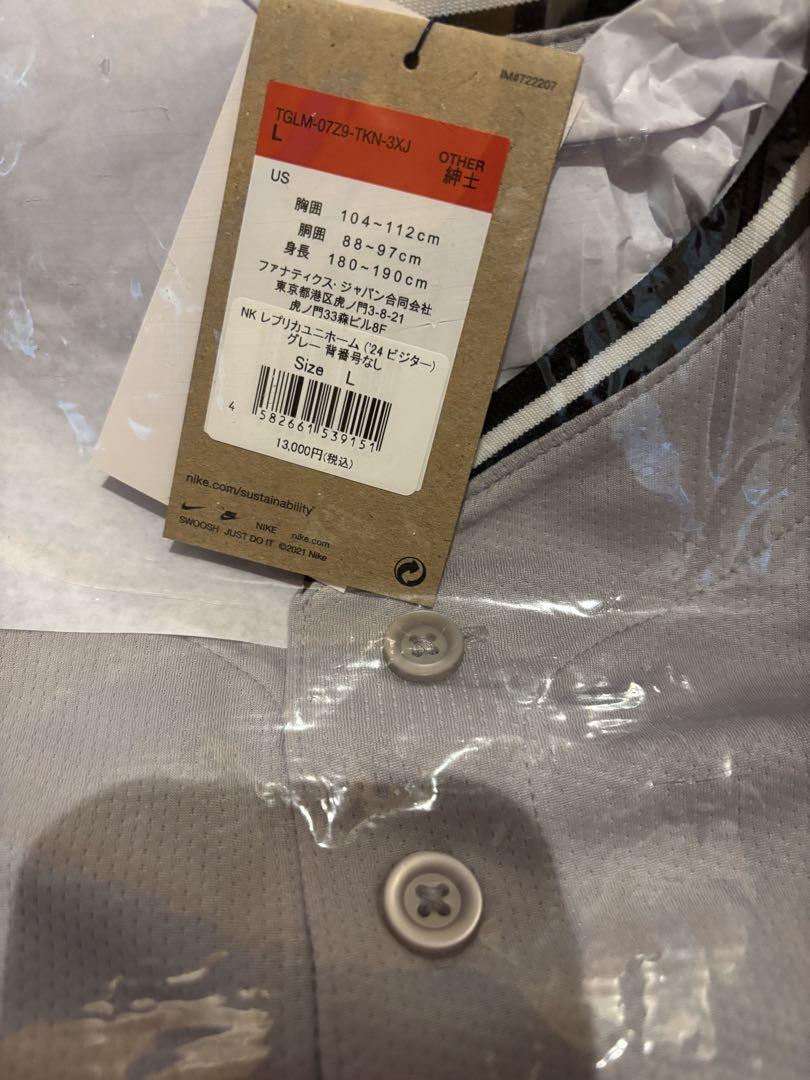 IM#722207
TGLM-07Z9-TKN-3XJ
L
OTHER
紳士
US
胸囲 104~112cm
胴囲 88~97cm
身長 180~190cm
ファナティクス・ジャパン合同会社
東京都港区虎ノ門3-8-21
虎ノ門33森ビル8F
NK レプリカユニホーム ('24 ビジター)
グレー 背番号なし
Size L
4 582661 539151
13,000円(税込)
nike.com/sustainability
SWOOSH JUST DO IT NIKE nike.com
©2021 Nike